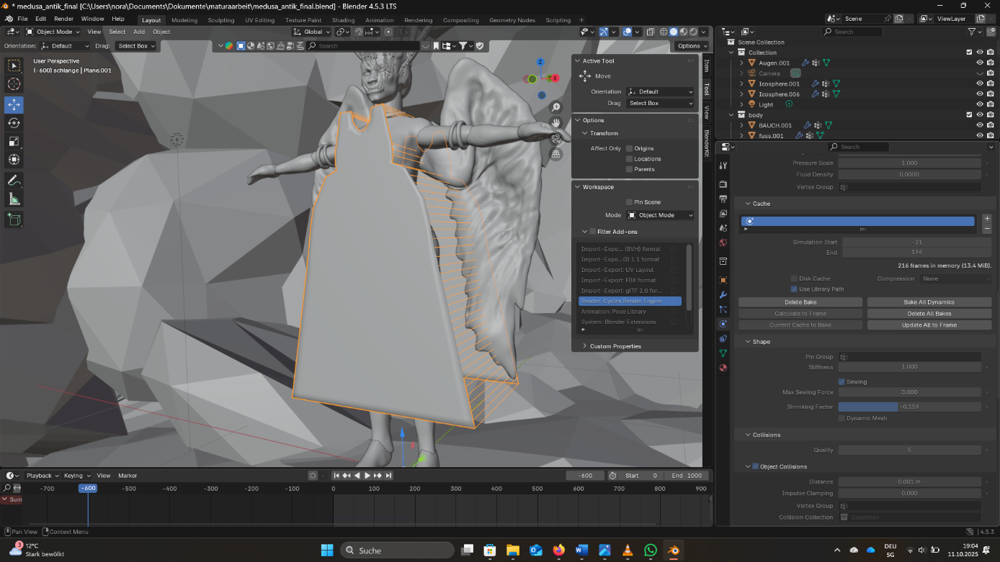 * medusa_antik_final [C:\Users\nora\Documents\Dokumente\maturaarbeit\medusa_antik_final.blend] - Blender 4.5.3 LTS
File Edit Render Window Help Layout Modeling Sculpting UV Editing Texture Paint Shading Animation Rendering Compositing Geometry Nodes Scripting + Scene ViewLayer
Object Mode View Select Add Object Global Search
Orientation: Default Drag: Select Box Search Options
User Perspective
(-600) schlange | Plane.001
Z
X
Active Tool
Move
Orientation Default
Drag Select Box
Options
Transform
Affect Only Origins
Locations
Parents
Workspace
Pin Scene
Mode Object Mode
Filter Add-ons
Import-Expo... (BVH) format
Import-Expo...G) 1.1 format
Import-Export: UV Layout
Import-Export: FBX format
Import-Export: glTF 2.0 for...
Render: Cycles Render Engine
Animation: Pose Library
System: Blender Extensions
Custom Properties
Item
Tool
View
BlenderKit
Scene Collection
Collection
Augen.001
Camera
Icosphere.001
Icosphere.006
Light
body
BAUCH.001
fuss.001
Search
Pressure Scale 1.000
Fluid Density 0.0000
Vertex Group
Cache
Simulation Start -21
End 196
216 frames in memory (13.4 MiB).
Disk Cache Compression None
Use Library Path
Delete Bake Bake All Dynamics
Calculate to Frame Delete All Bakes
Current Cache to Bake Update All to Frame
Shape
Pin Group
Stiffness 1.000
Sewing
Max Sewing Force 0.000
Shrinking Factor -0.159
Dynamic Mesh
Collisions
Quality 5
Object Collisions
Distance 0.001 m
Impulse Clamping 0.000
Vertex Group
Collision Collection Collection
Playback Keying View Marker -600 Start 0 End 1000
-700 -600 -500 -400 -300 -200 -100 0 100 200 300 400 500 600 700 800 900
Sum
Pan View Context Menu 4.5.3
3 12°C
Stark bewölkt
Suche
DEU
SG
19:04
11.10.2025